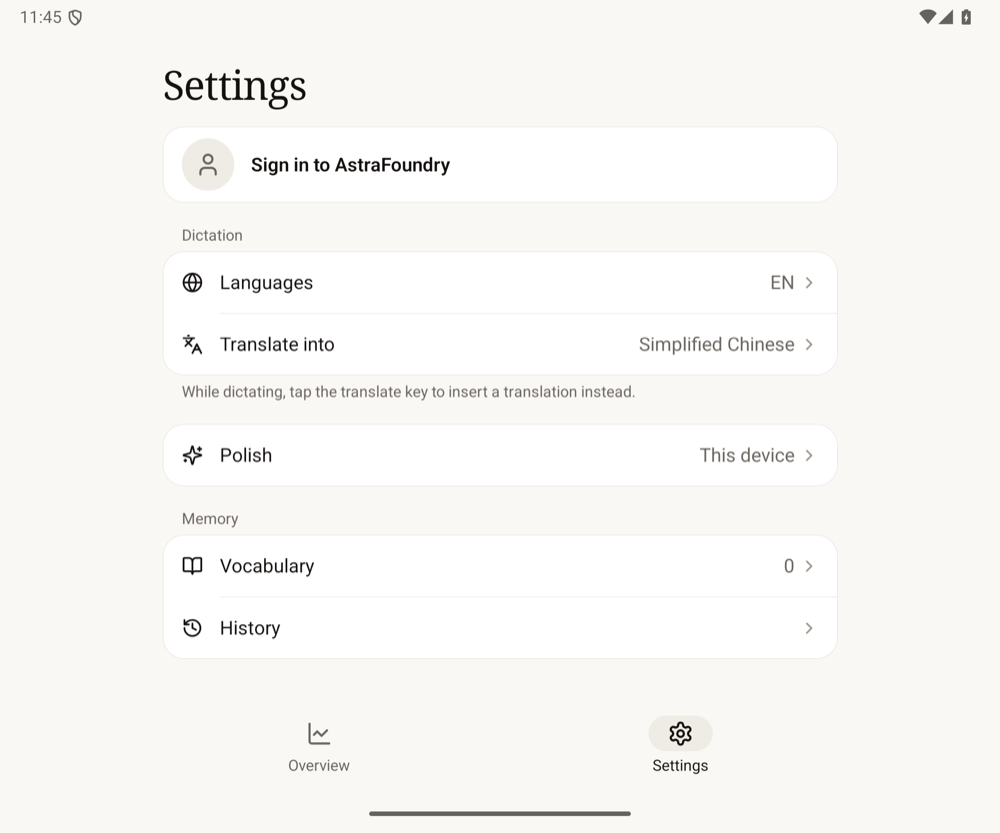 11:45
Settings
Sign in to AstraFoundry
Dictation
Languages EN
Translate into Simplified Chinese
While dictating, tap the translate key to insert a translation instead.
Polish This device
Memory
Vocabulary 0
History
Overview
Settings